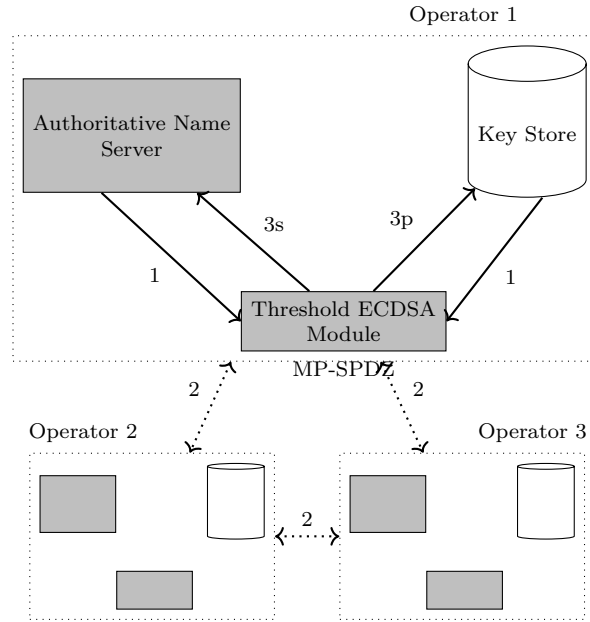 Operator 1
Authoritative Name
Server
Key Store
3s
3p
1
1
Threshold ECDSA
Module
MP-SPDZ
2
2
Operator 2
Operator 3
2